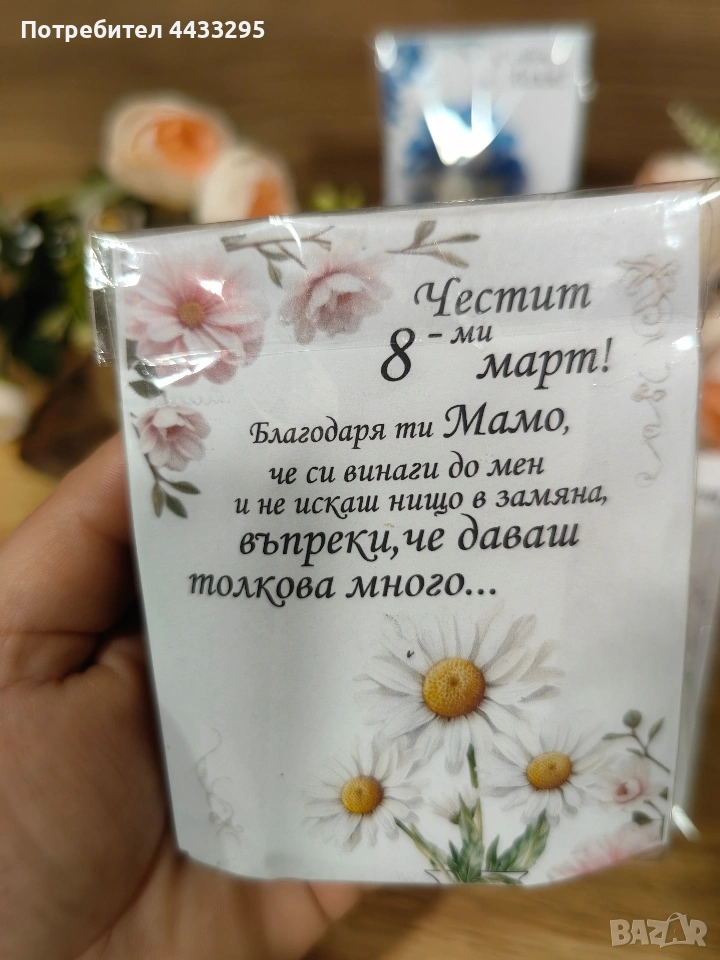 Потребител 4433295
Честит
8-ми
март!
Благодаря ти Мамо,
че си винаги до мен
и не искаш нищо в замяна,
въпреки, че даваш
толкова много...
BAZAR